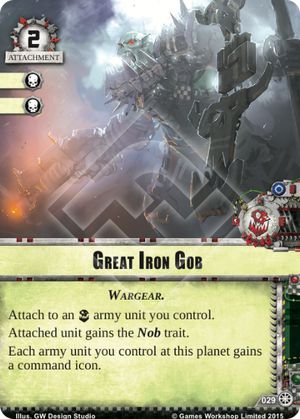 2
ATTACHMENT
GREAT IRON GOB
WARGEAR.
Attach to an army unit you control.
Attached unit gains the Nob trait.
Each army unit you control at this planet gains
a command icon.
029
Illus. GW Design Studio
© Games Workshop Limited 2015